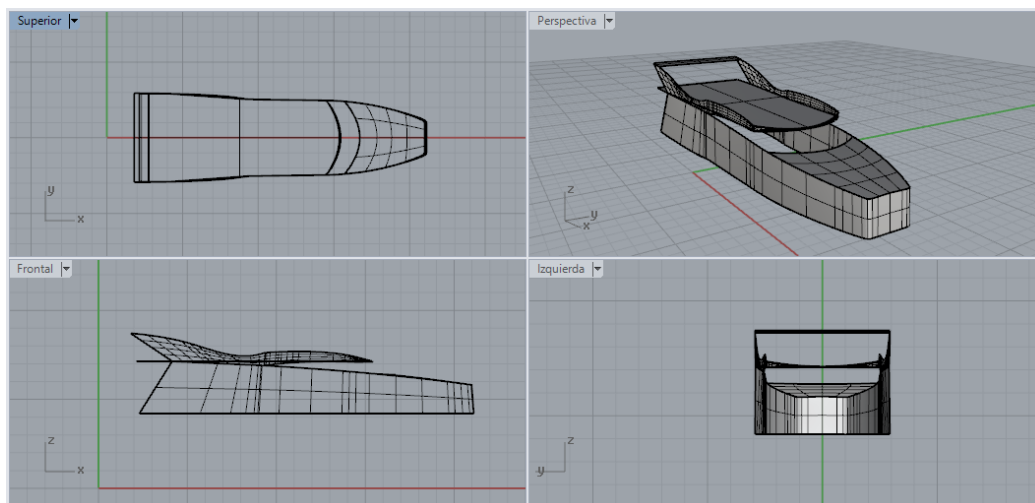 Superior
Perspectiva
y
x
z
y
x
Frontal
Izquierda
z
x
z
y